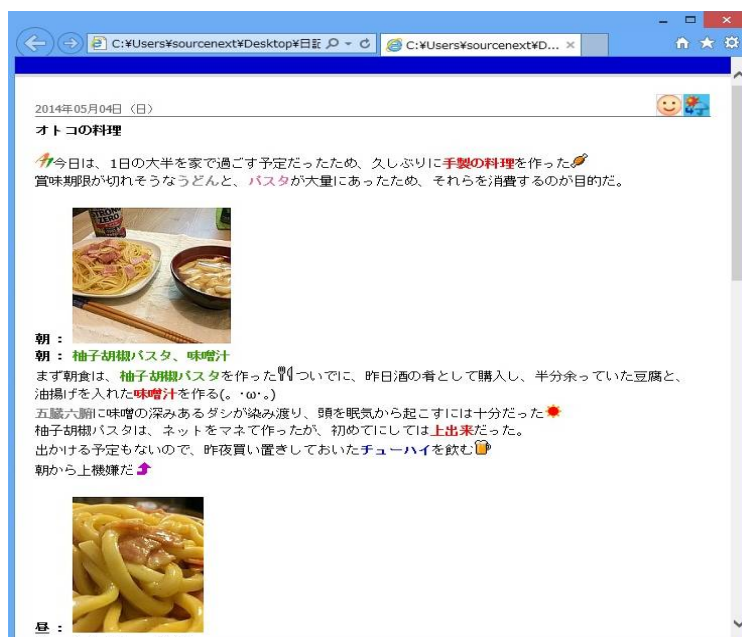 C:¥Users¥sourcenext¥Desktop¥日記
C:¥Users¥sourcenext¥D...
2014年05月04日（日）
オトコの料理
今日は、1日の大半を家で過ごす予定だったため、久しぶりに手製の料理を作った
賞味期限が切れそうなうどんと、パスタが大量にあったため、それらを消費するのが目的だ。
STRONG
ZERO
朝：
朝：柚子胡椒パスタ、味噌汁
まず朝食は、柚子胡椒パスタを作ったついでに、昨日酒の肴として購入し、半分余っていた豆腐と、
油揚げを入れた味噌汁を作る(。･ω･。)
五臓六腑に味噌の深みあるダシが染み渡り、頭を眠気から起こすには十分だった
柚子胡椒パスタは、ネットをマネて作ったが、初めてにしては上出来だった。
出かける予定もないので、昨夜買い置きしておいたチューハイを飲む
朝から上機嫌だ
昼：